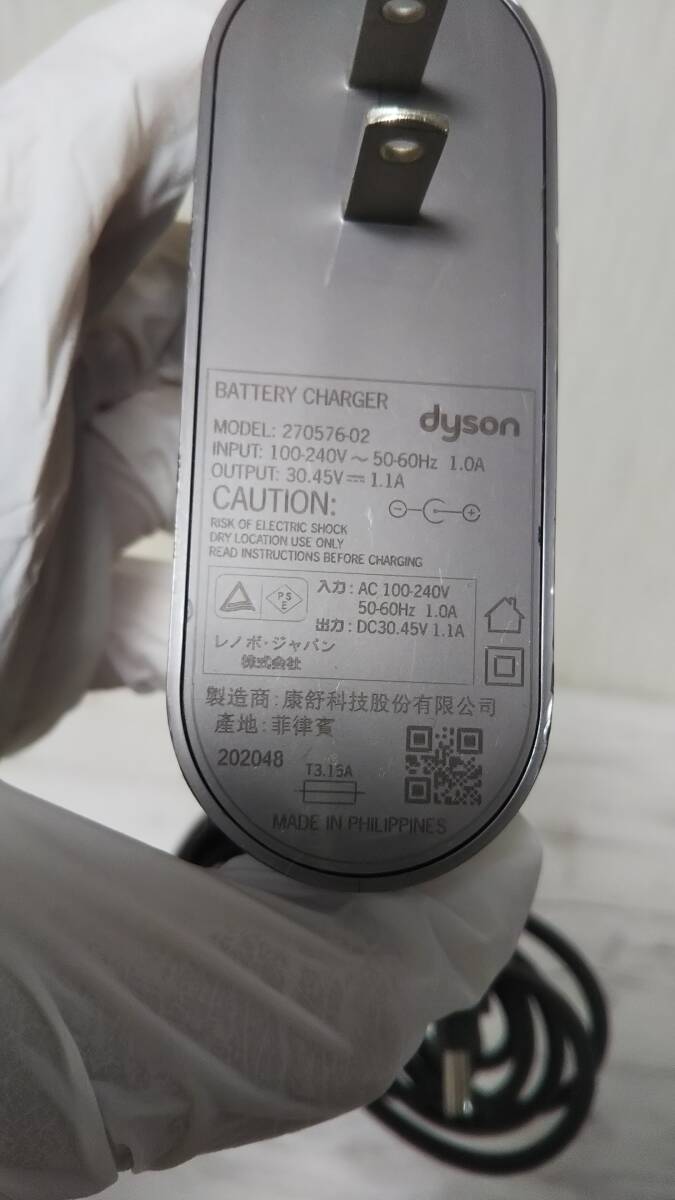 BATTERY CHARGER
dyson
MODEL: 270576-02
INPUT: 100-240V ~ 50-60Hz 1.0A
OUTPUT: 30.45V ⎓ 1.1A
CAUTION:
RISK OF ELECTRIC SHOCK
DRY LOCATION USE ONLY
READ INSTRUCTIONS BEFORE CHARGING
PS
E
入力: AC 100-240V
50-60Hz 1.0A
出力: DC30.45V 1.1A
レノボ・ジャパン
株式会社
製造商:康舒科技股份有限公司
產地:菲律賓
202048
T3.15A
MADE IN PHILIPPINES